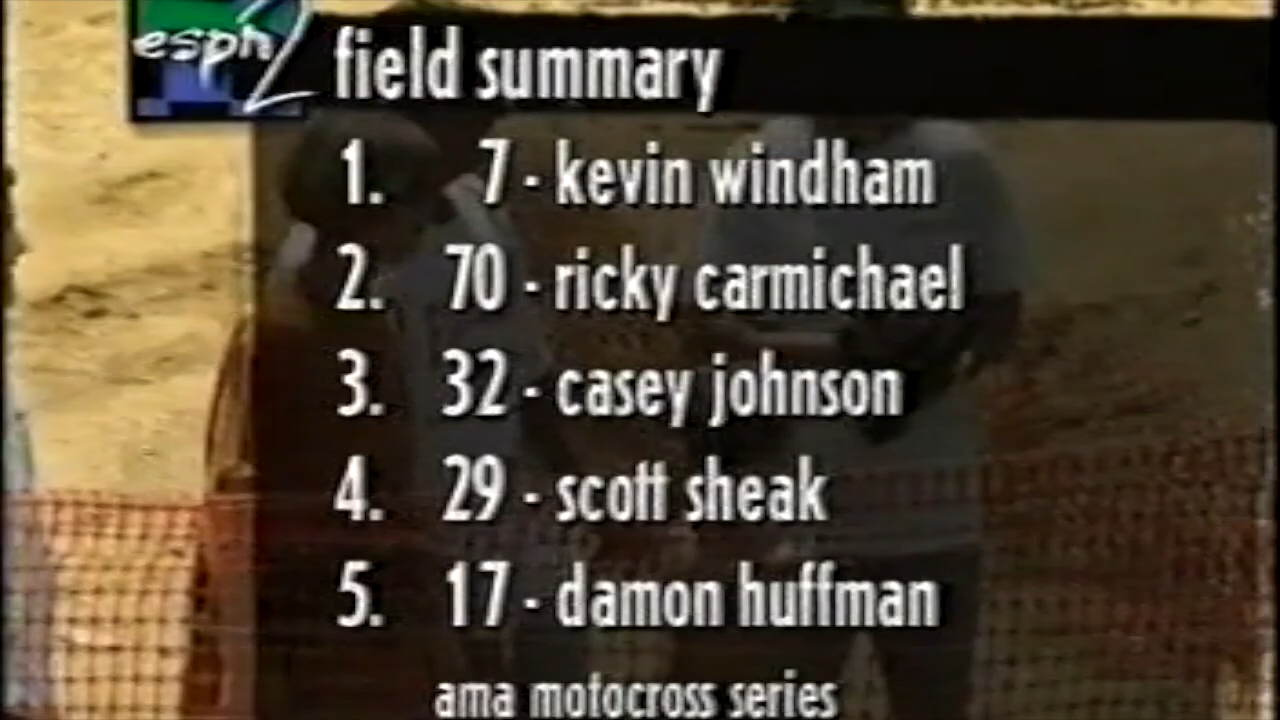 espn2
field summary
1. 7 - kevin windham
2. 70 - ricky carmichael
3. 32 - casey johnson
4. 29 - scott sheak
5. 17 - damon huffman
ama motocross series